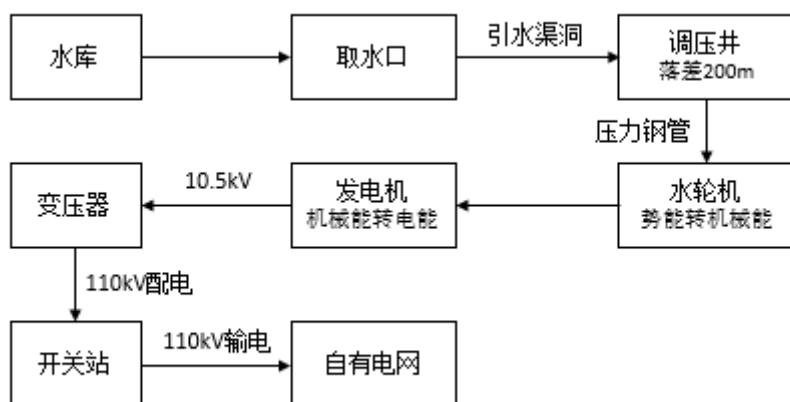 水库
取水口
引水渠洞
调压井
落差200m
压力钢管
水轮机
势能转机械能
发电机
机械能转电能
10.5kV
变压器
110kV配电
开关站
110kV输电
自有电网